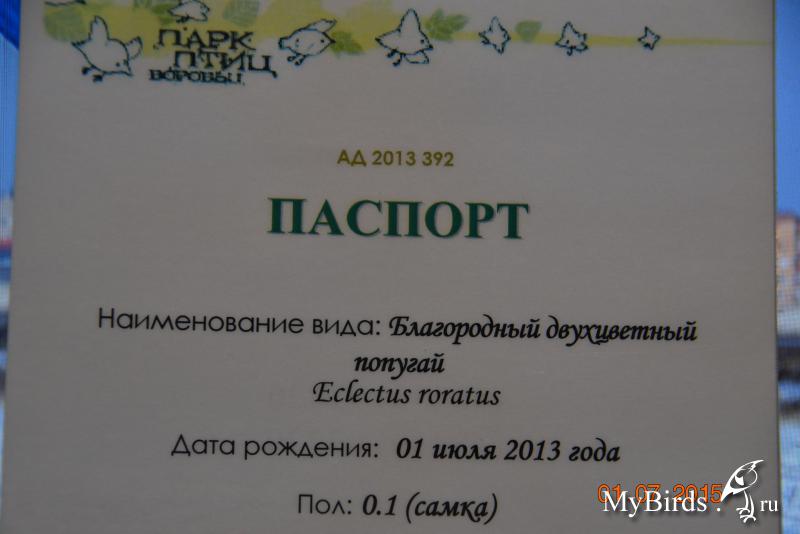 ПАРК
ПТИЦ
ВОРОБЬИ
АД 2013 392
ПАСПОРТ
Наименование вида: Благородный двухцветный
попугай
Eclectus roratus
Дата рождения: 01 июля 2013 года
Пол: 0.1 (самка)
01.07.2015
MyBirds.ru